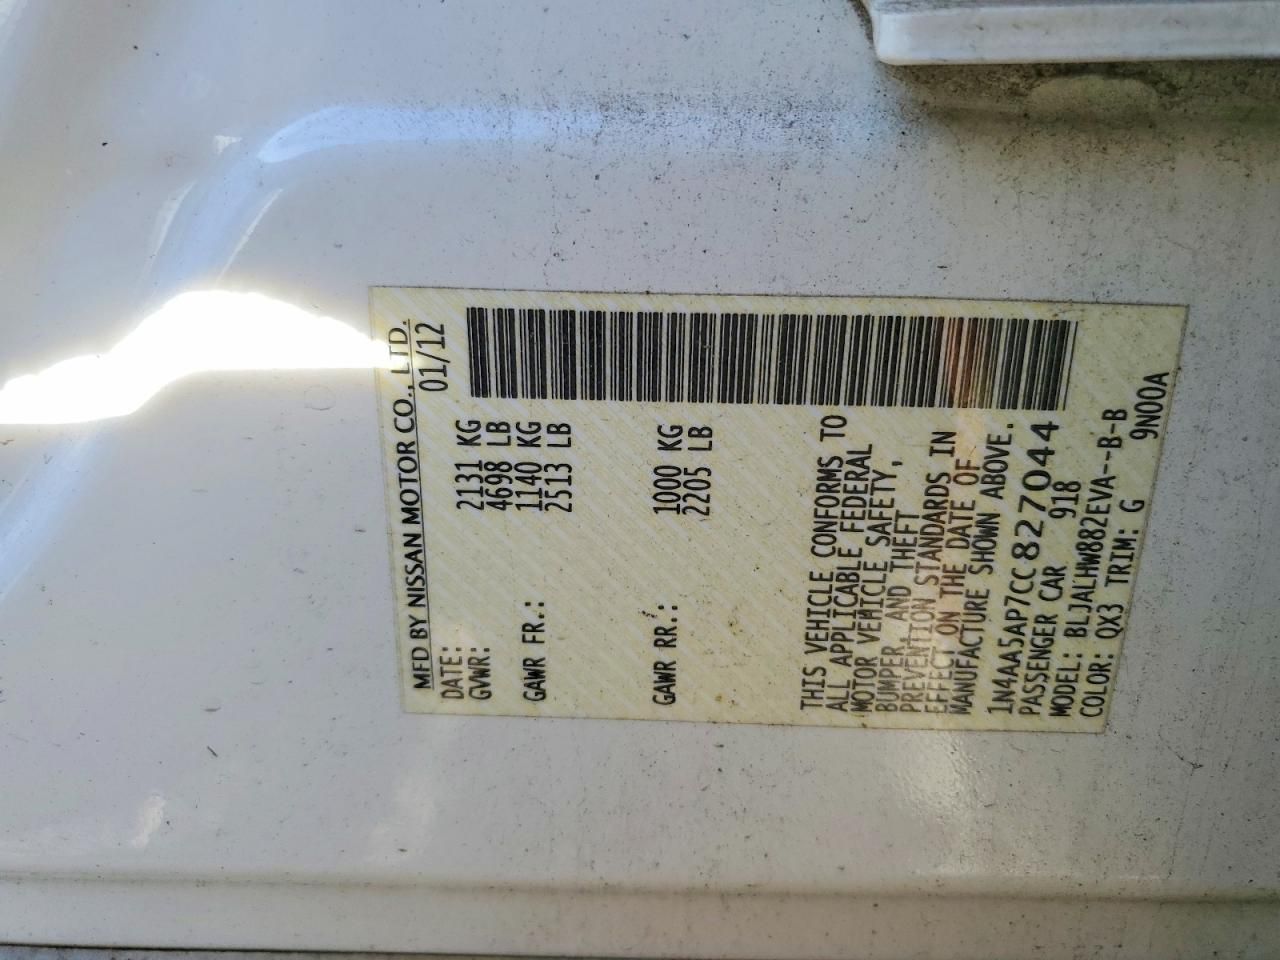 MFD BY NISSAN MOTOR CO., LTD.
DATE: 01/12
GVWR: 2131 KG
4698 LB
GAWR FR.: 1140 KG
2513 LB
GAWR RR.: 1000 KG
2205 LB
THIS VEHICLE CONFORMS TO
ALL APPLICABLE FEDERAL
MOTOR VEHICLE SAFETY,
BUMPER, AND THEFT
PREVENTION STANDARDS IN
EFFECT ON THE DATE OF
MANUFACTURE SHOWN ABOVE.
1N4AA5AP7CC827044
PASSENGER CAR 918
MODEL: BLJALHW882EVA--B-B
COLOR: QX3 TRIM: G 9N00A